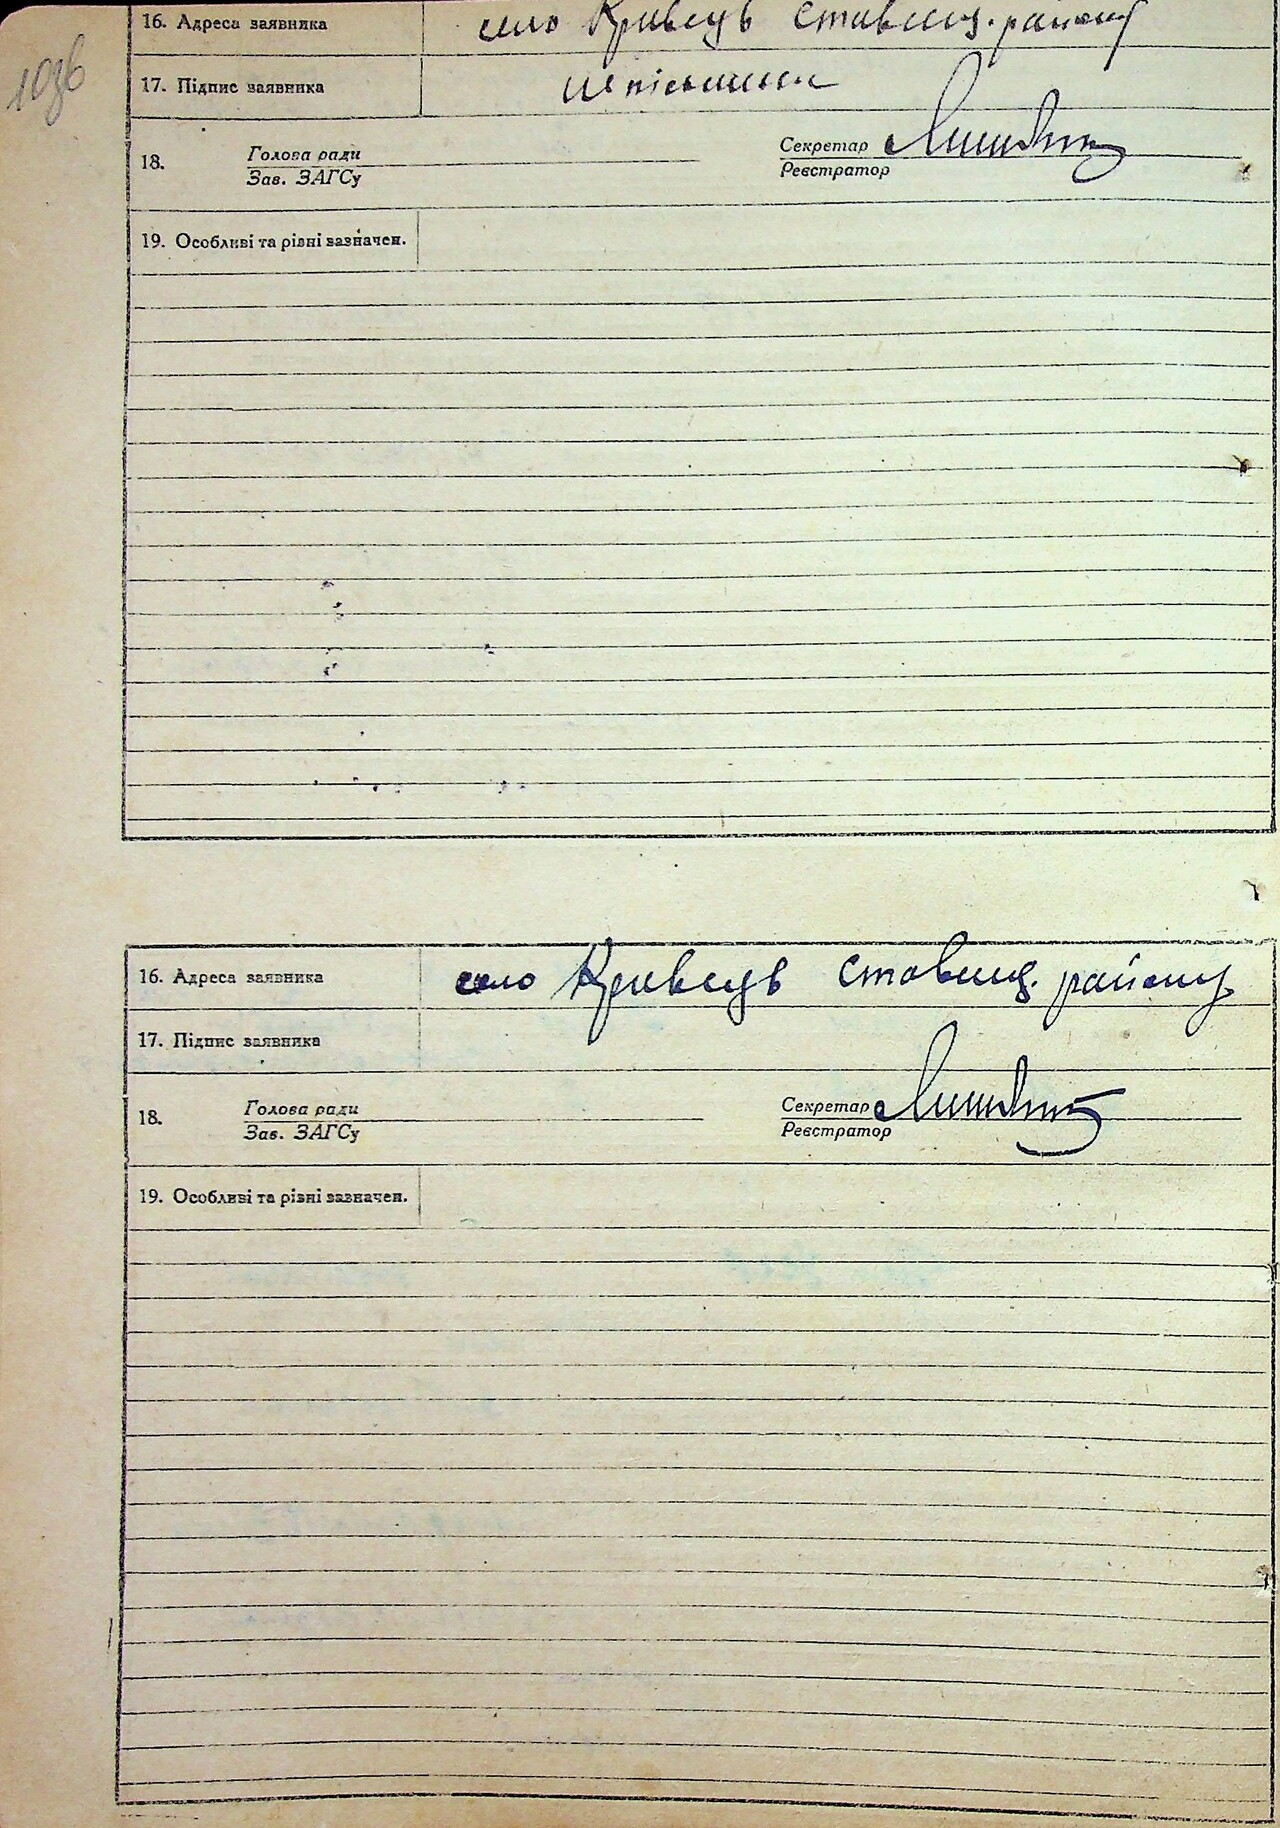 16. Адреса заявника село Кривець Ставищ. району
10зв
17. Підпис заявника
18. Голова ради Секретар
Зав. ЗАГСу Реєстратор
19. Особливі та різні зазначен.
16. Адреса заявника село Кривець Ставищ. району
17. Підпис заявника
18. Голова ради Секретар
Зав. ЗАГСу Реєстратор
19. Особливі та різні зазначен.